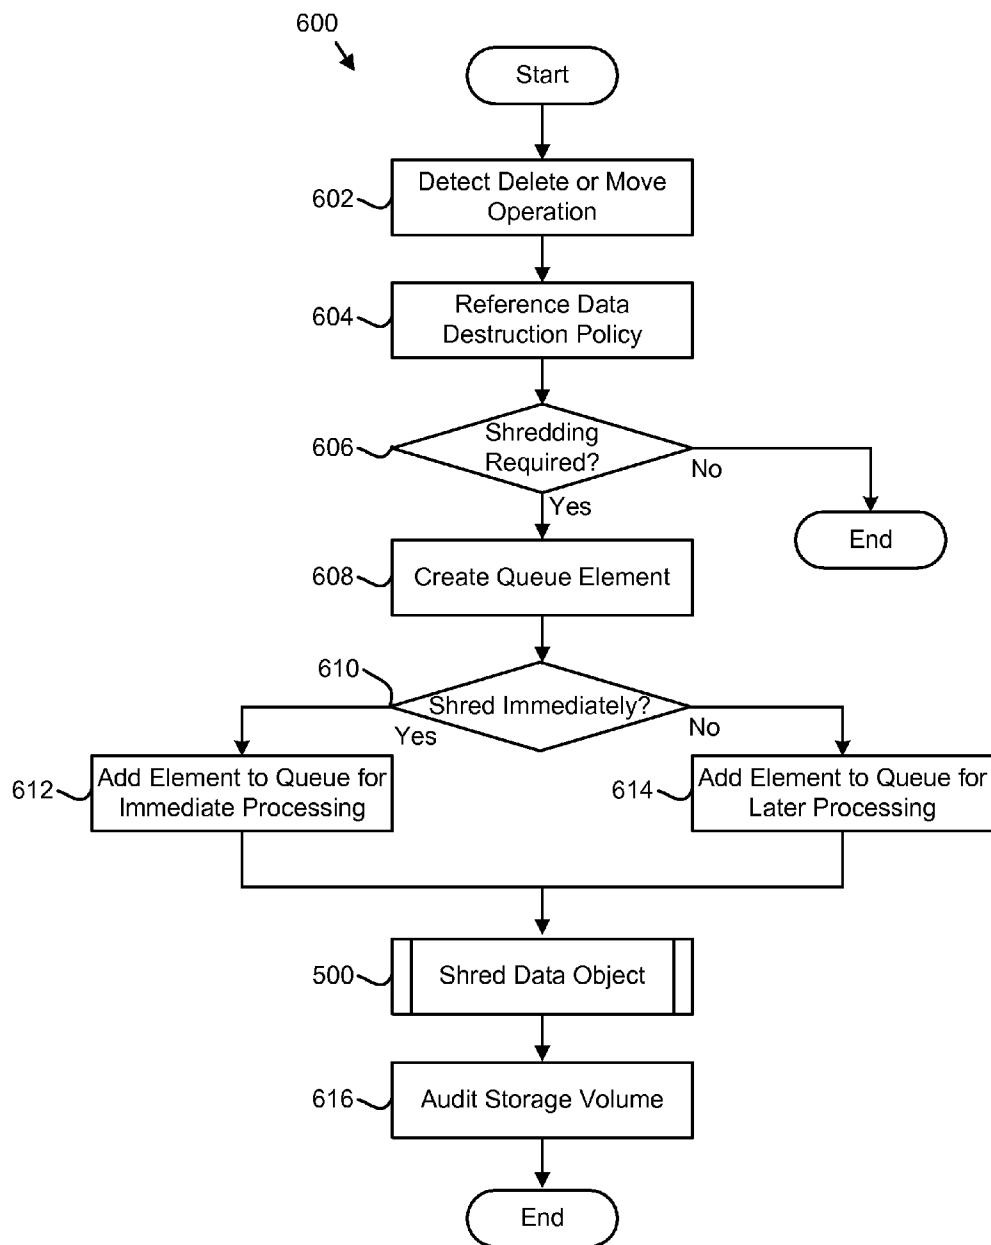 600
Start
602
Detect Delete or Move
Operation
604
Reference Data
Destruction Policy
606
Shredding
Required?
No
Yes
End
608
Create Queue Element
610
Shred Immediately?
Yes
No
612
Add Element to Queue for
Immediate Processing
614
Add Element to Queue for
Later Processing
500
Shred Data Object
616
Audit Storage Volume
End